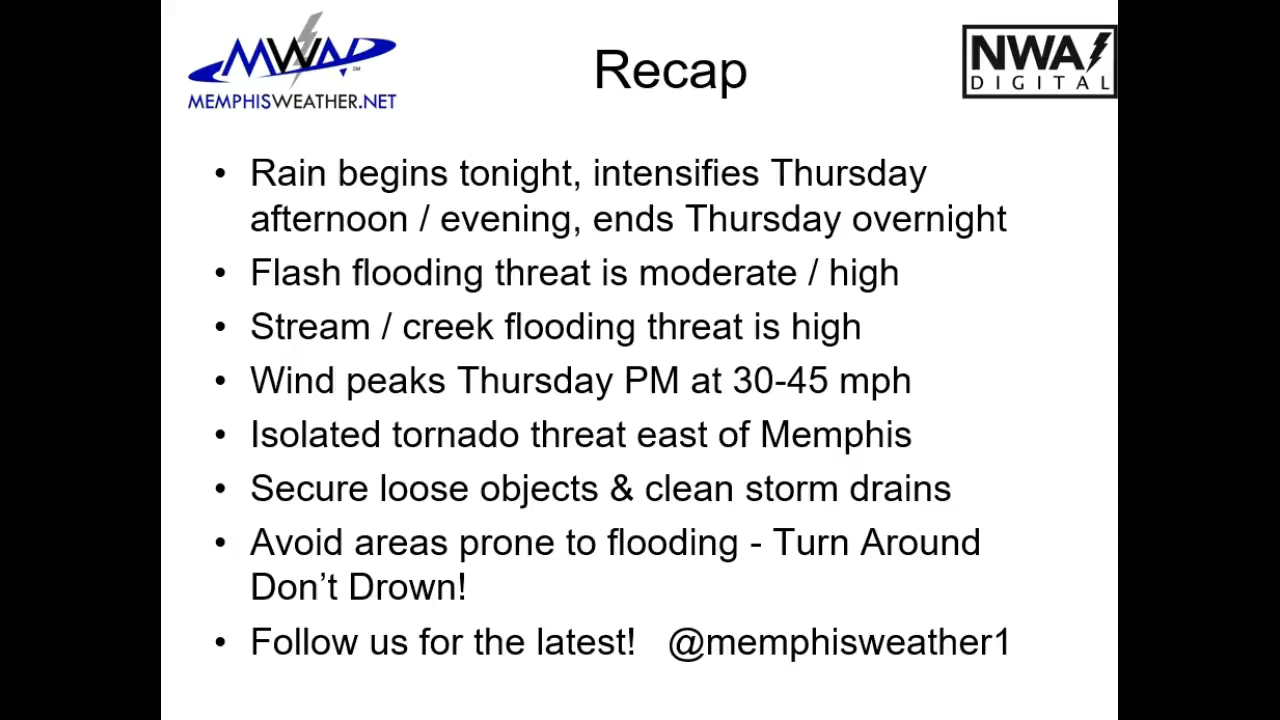 MWN
MEMPHISWEATHER.NET
Recap
NWA
DIGITAL
• Rain begins tonight, intensifies Thursday
afternoon / evening, ends Thursday overnight
• Flash flooding threat is moderate / high
• Stream / creek flooding threat is high
• Wind peaks Thursday PM at 30-45 mph
• Isolated tornado threat east of Memphis
• Secure loose objects & clean storm drains
• Avoid areas prone to flooding - Turn Around
Don’t Drown!
• Follow us for the latest! @memphisweather1